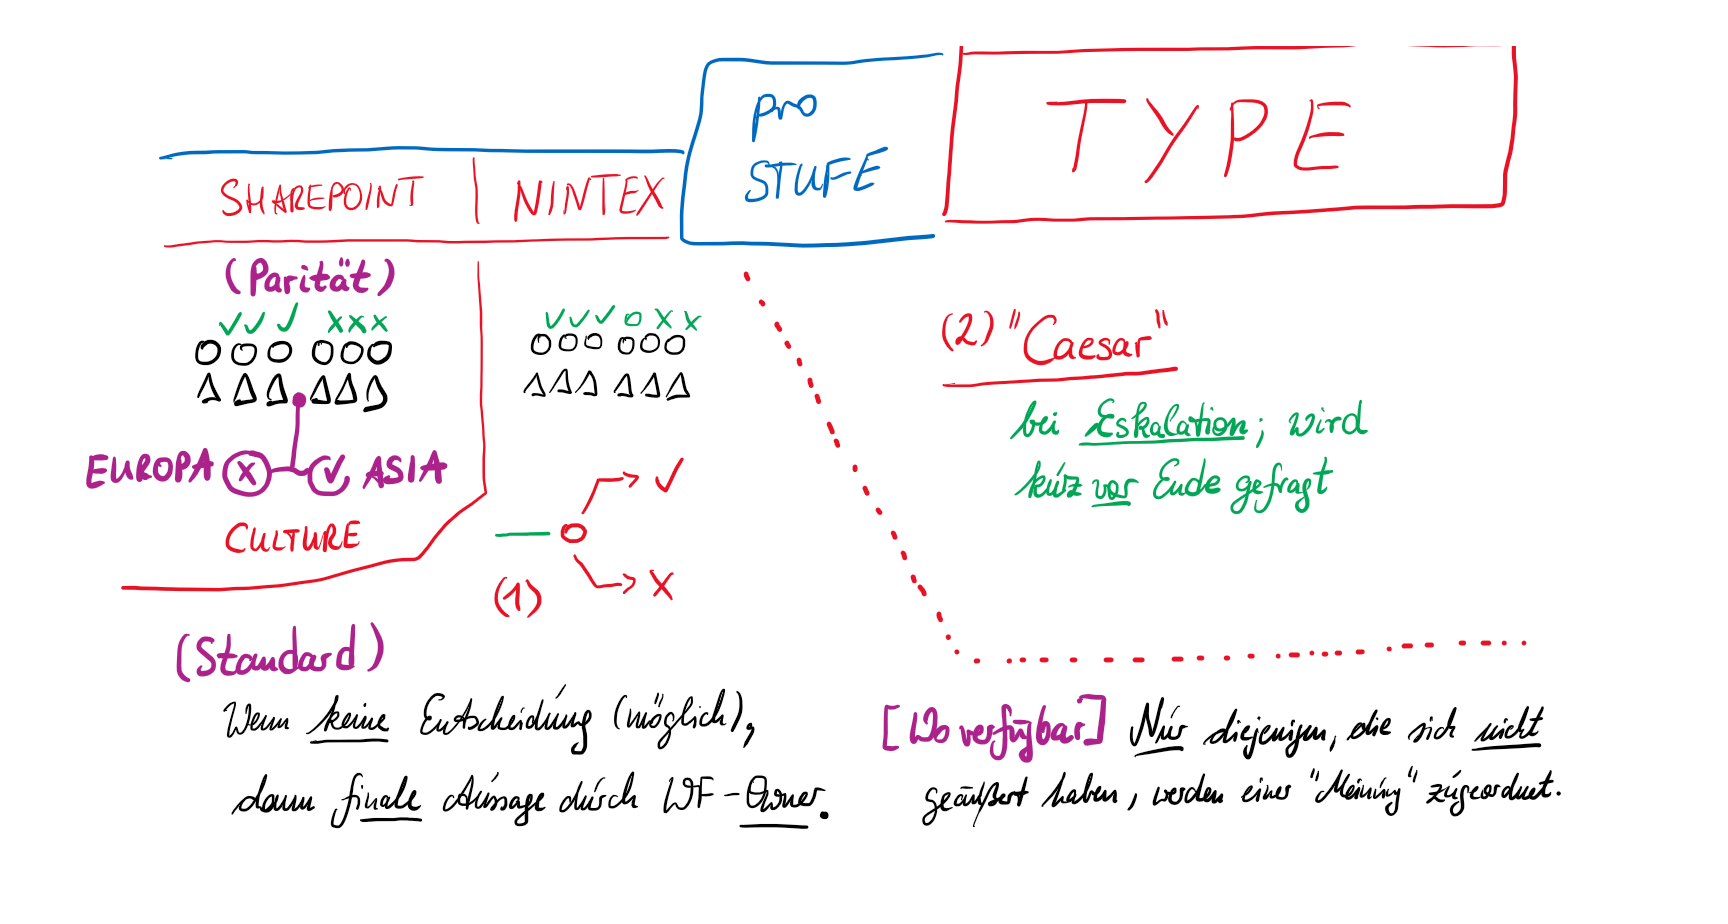 pro
STUFE
TYPE
SHAREPOINT | NINTEX
(Parität)
✓ ✓ ✓ x x x
✓ ✓ ✓ o x x
(2) "Caesar"
bei Eskalation; wird
kurz vor Ende gefragt
EUROPA x ✓ ASIA
CULTURE
✓
(1) x
(Standard)
Wenn keine Entscheidung (möglich),
dann finale Aussage durch WF-Owner.
[Wo verfügbar] Nur diejenigen, die sich nicht
geäußert haben, werden einer "Meinung" zugeordnet.